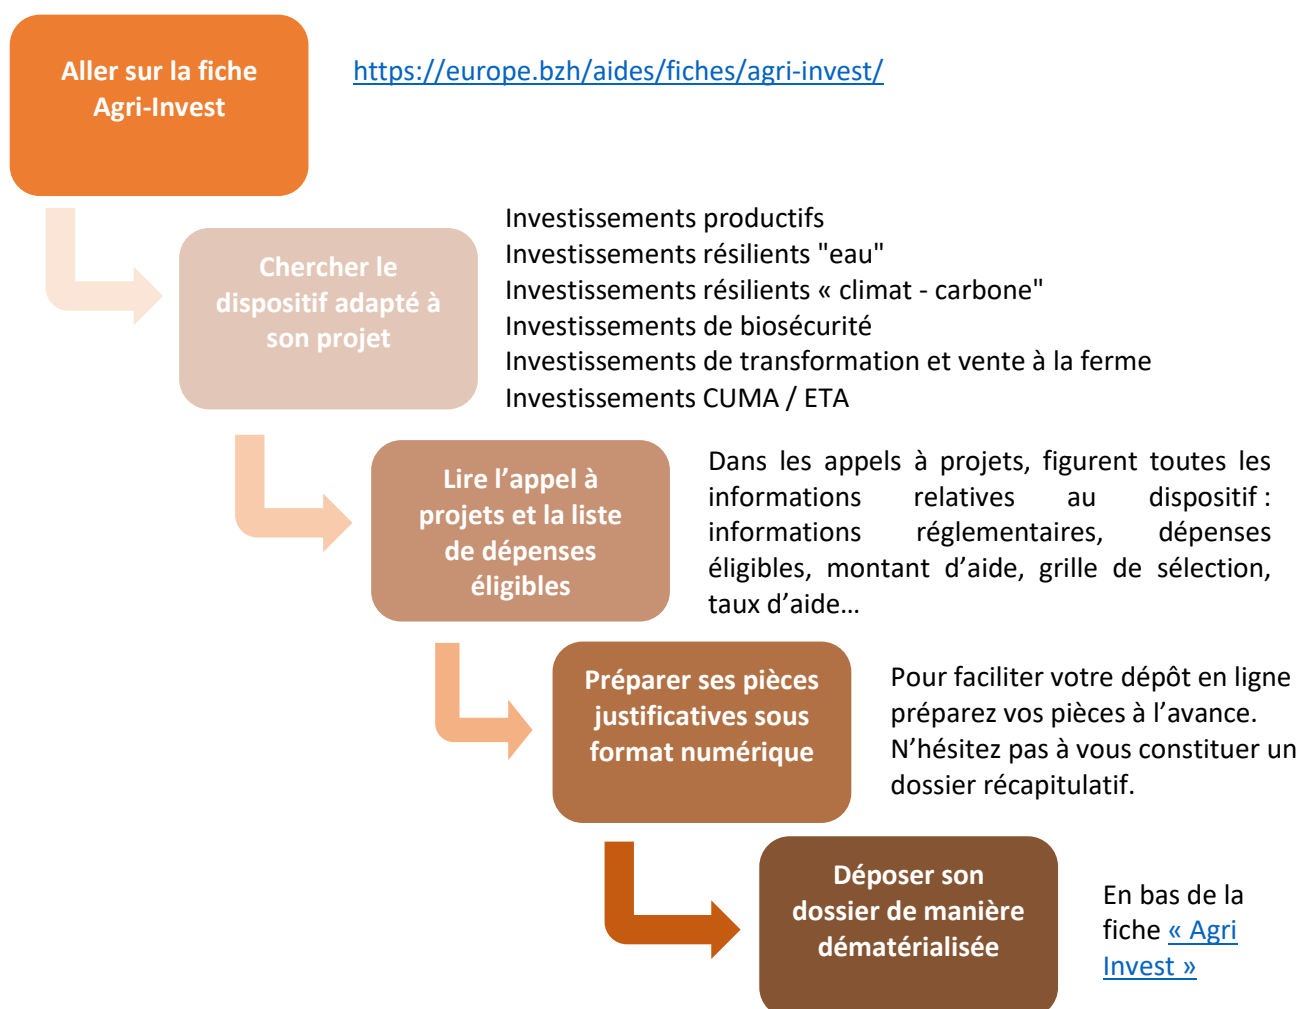 Aller sur la fiche
Agri-Invest
https://europe.bzh/aides/fiches/agri-invest/
Chercher le
dispositif adapté à
son projet
Investissements productifs
Investissements résilients "eau"
Investissements résilients « climat - carbone"
Investissements de biosécurité
Investissements de transformation et vente à la ferme
Investissements CUMA / ETA
Lire l’appel à
projets et la liste
de dépenses
éligibles
Dans les appels à projets, figurent toutes les
informations relatives au dispositif :
informations réglementaires, dépenses
éligibles, montant d’aide, grille de sélection,
taux d’aide…
Préparer ses pièces
justificatives sous
format numérique
Pour faciliter votre dépôt en ligne
préparez vos pièces à l’avance.
N’hésitez pas à vous constituer un
dossier récapitulatif.
Déposer son
dossier de manière
dématérialisée
En bas de la
fiche « Agri
Invest »